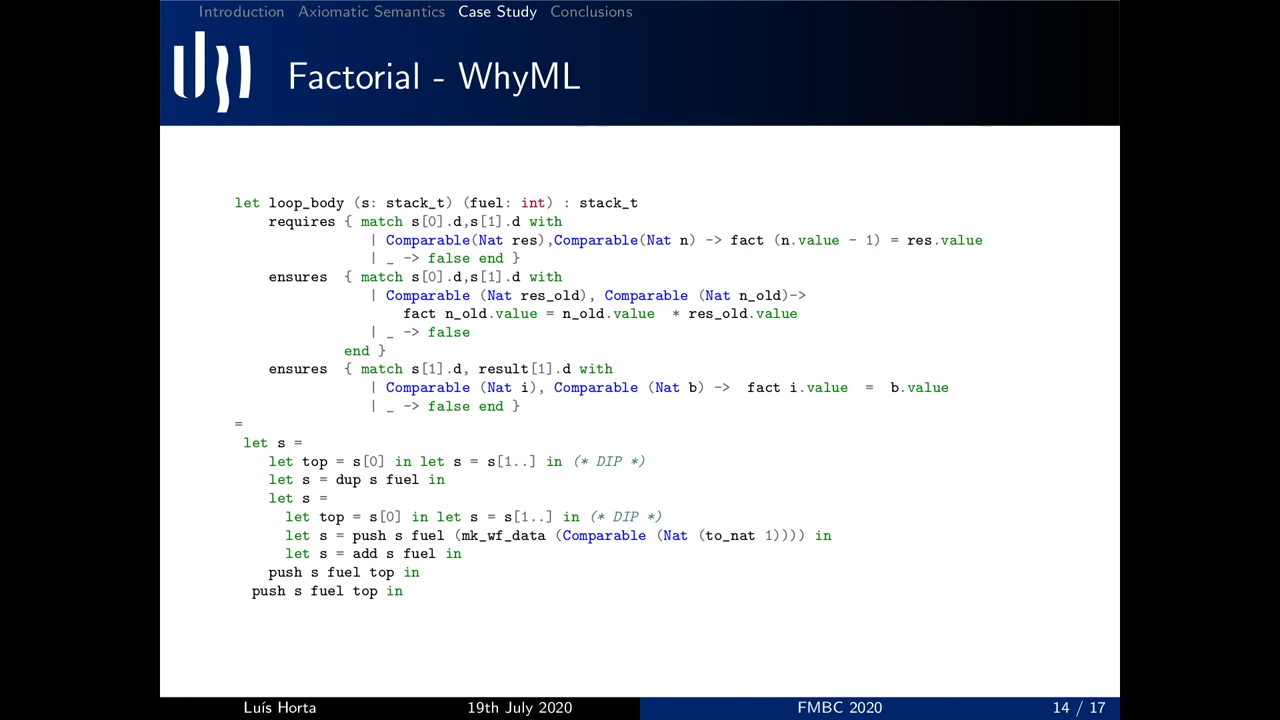 Introduction Axiomatic Semantics Case Study Conclusions
UBI
Factorial - WhyML
let loop_body (s: stack_t) (fuel: int) : stack_t
requires { match s[0].d,s[1].d with
| Comparable(Nat res),Comparable(Nat n) -> fact (n.value - 1) = res.value
| _ -> false end }
ensures { match s[0].d,s[1].d with
| Comparable (Nat res_old), Comparable (Nat n_old)->
fact n_old.value = n_old.value * res_old.value
| _ -> false
end }
ensures { match s[1].d, result[1].d with
| Comparable (Nat i), Comparable (Nat b) -> fact i.value = b.value
| _ -> false end }
=
let s =
let top = s[0] in let s = s[1..] in (* DIP *)
let s = dup s fuel in
let s =
let top = s[0] in let s = s[1..] in (* DIP *)
let s = push s fuel (mk_wf_data (Comparable (Nat (to_nat 1)))) in
let s = add s fuel in
push s fuel top in
push s fuel top in
Luís Horta 19th July 2020 FMBC 2020 14 / 17